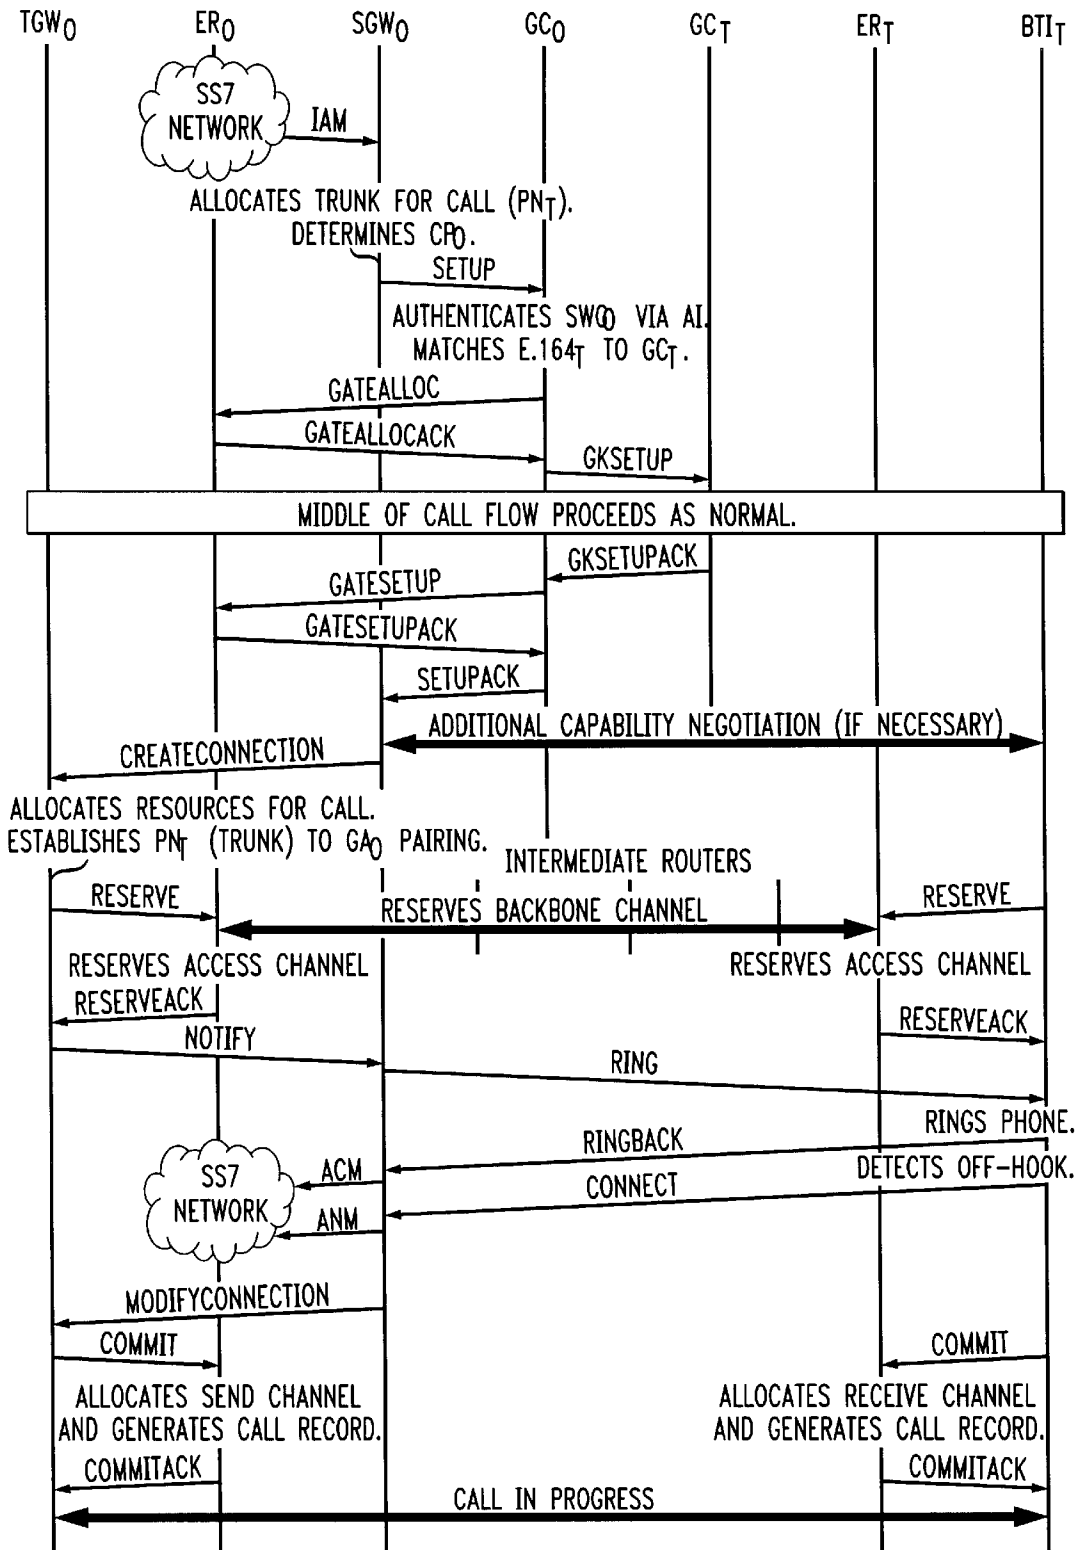 TGWO ERO SGWO GCO GCT ERT BTIT
SS7
NETWORK
IAM
ALLOCATES TRUNK FOR CALL (PNT).
DETERMINES CPO.
SETUP
AUTHENTICATES SWGO VIA AI.
MATCHES E.164T TO GCT.
GATEALLOC
GATEALLOCACK
GKSETUP
MIDDLE OF CALL FLOW PROCEEDS AS NORMAL.
GKSETUPACK
GATESETUP
GATESETUPACK
SETUPACK
ADDITIONAL CAPABILITY NEGOTIATION (IF NECESSARY)
CREATECONNECTION
ALLOCATES RESOURCES FOR CALL.
ESTABLISHES PNT (TRUNK) TO GAO PAIRING.
INTERMEDIATE ROUTERS
RESERVE
RESERVES BACKBONE CHANNEL
RESERVE
RESERVES ACCESS CHANNEL
RESERVES ACCESS CHANNEL
RESERVEACK
RESERVEACK
NOTIFY
RING
RINGS PHONE.
RINGBACK
DETECTS OFF-HOOK.
SS7
NETWORK
ACM
CONNECT
ANM
MODIFYCONNECTION
COMMIT
COMMIT
ALLOCATES SEND CHANNEL
AND GENERATES CALL RECORD.
ALLOCATES RECEIVE CHANNEL
AND GENERATES CALL RECORD.
COMMITACK
COMMITACK
CALL IN PROGRESS